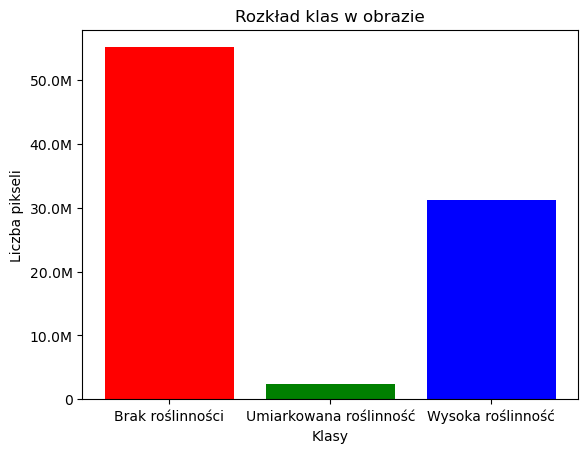 Rozkład klas w obrazie
Liczba pikseli
50.0M
40.0M
30.0M
20.0M
10.0M
0
Brak roślinności Umiarkowana roślinność Wysoka roślinność
Klasy